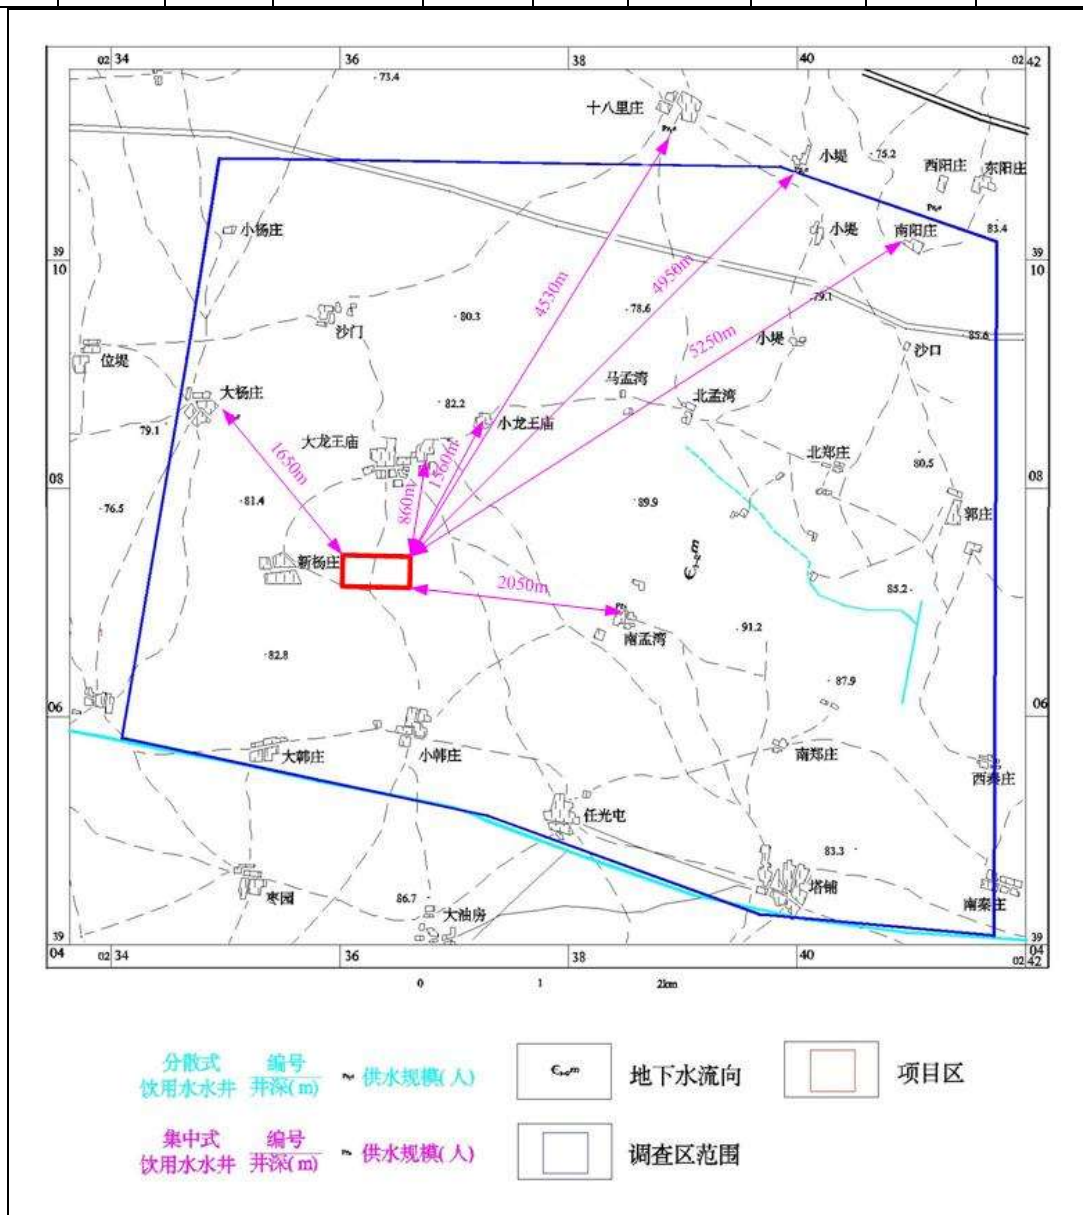 02 34
36
38
40
02 42
73.4
十八里庄
小堤
75.2
西阳庄
东阳庄
小杨庄
小堤
南阳庄
83.4
39
10
39
10
4530m
4950m
79.1
沙门
80.3
78.6
5250m
小堤
沙口
85.6
位堤
大杨庄
马孟湾
北孟湾
82.2
小龙王庙
79.1
大龙王庙
1650m
1560m
860m
北郑庄
80.5
08
08
76.5
81.4
89.9
郭庄
新杨庄
2050m
85.2
南孟湾
91.2
82.8
87.9
06
06
大韩庄
小韩庄
南郑庄
西秦庄
任光屯
83.3
塔铺
枣园
86.7
大油房
南秦庄
39
04
39
04
02 34
36
38
40
02 42
0
1
2km
分散式
饮用水水井
编号
井深(m)
供水规模(人)
地下水流向
项目区
集中式
饮用水水井
编号
井深(m)
供水规模(人)
调查区范围